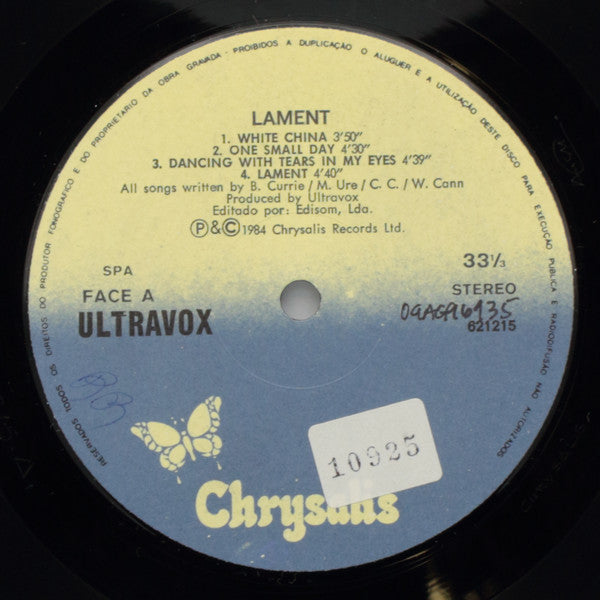 RESERVADOS TODOS OS DIREITOS DO PRODUTOR FONOGRÁFICO E DO PROPRIETÁRIO DA OBRA GRAVADA - PROIBIDOS A DUPLICAÇÃO O ALUGUER E A UTILIZAÇÃO DESTE DISCO PARA EXECUÇÃO PÚBLICA E RADIODIFUSÃO NÃO AUTORIZADOS
LAMENT
1. WHITE CHINA 3'50"
2. ONE SMALL DAY 4'30"
3. DANCING WITH TEARS IN MY EYES 4'39"
4. LAMENT 4'40"
All songs written by B. Currie / M. Ure / C. C. / W. Cann
Produced by Ultravox
Editado por: Edisom, Lda.
Ⓟ&©1984 Chrysalis Records Ltd.
SPA
33⅓
FACE A
STEREO
ULTRAVOX
621215
10925
Chrysalis